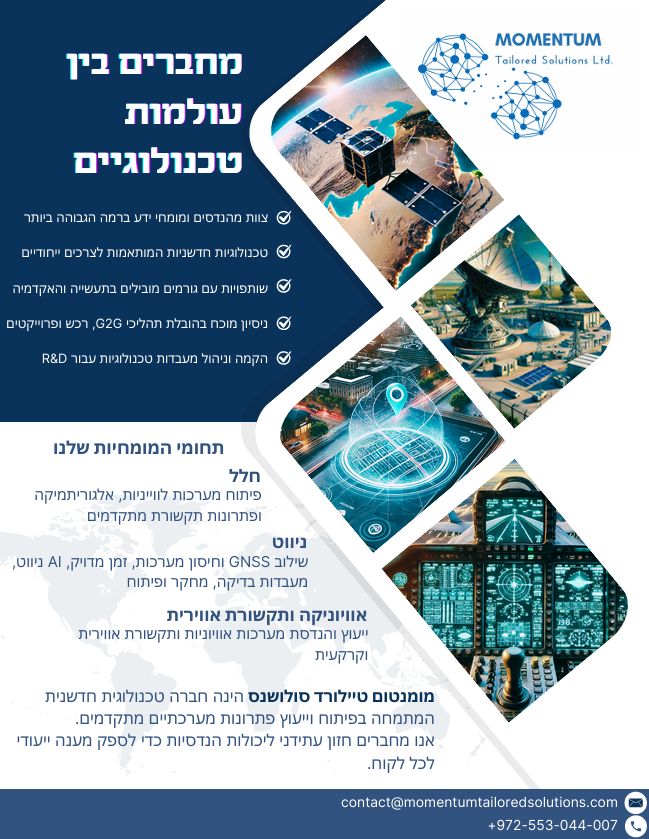 MOMENTUM
Tailored Solutions Ltd.
מחברים בין
עולמות
טכנולוגיים
צוות מהנדסים ומומחי ידע ברמה הגבוהה ביותר
טכנולוגיות חדשניות המותאמות לצרכים ייחודיים
שותפויות עם גורמים מובילים בתעשייה והאקדמיה
ניסיון מוכח בהובלת תהליכי G2G, רכש ופרוייקטים
הקמה וניהול מעבדות טכנולוגיות עבור R&D
תחומי המומחיות שלנו
חלל
פיתוח מערכות לווייניות, אלגוריתמיקה
ופתרונות תקשורת מתקדמים
ניווט
שילוב GNSS וחיסון מערכות, זמן מדויק, AI ניווט,
מעבדות בדיקה, מחקר ופיתוח
אוויוניקה ותקשורת אווירית
ייעוץ והנדסת מערכות אוויוניות ותקשורת אווירית
וקרקעית
מומנטום טיילורד סולושנס הינה חברה טכנולוגית חדשנית
המתמחה בפיתוח וייעוץ פתרונות מערכתיים מתקדמים.
אנו מחברים חזון עתידני ליכולות הנדסיות כדי לספק מענה ייעודי
לכל לקוח.
contact@momentumtailoredsolutions.com
+972-553-044-007